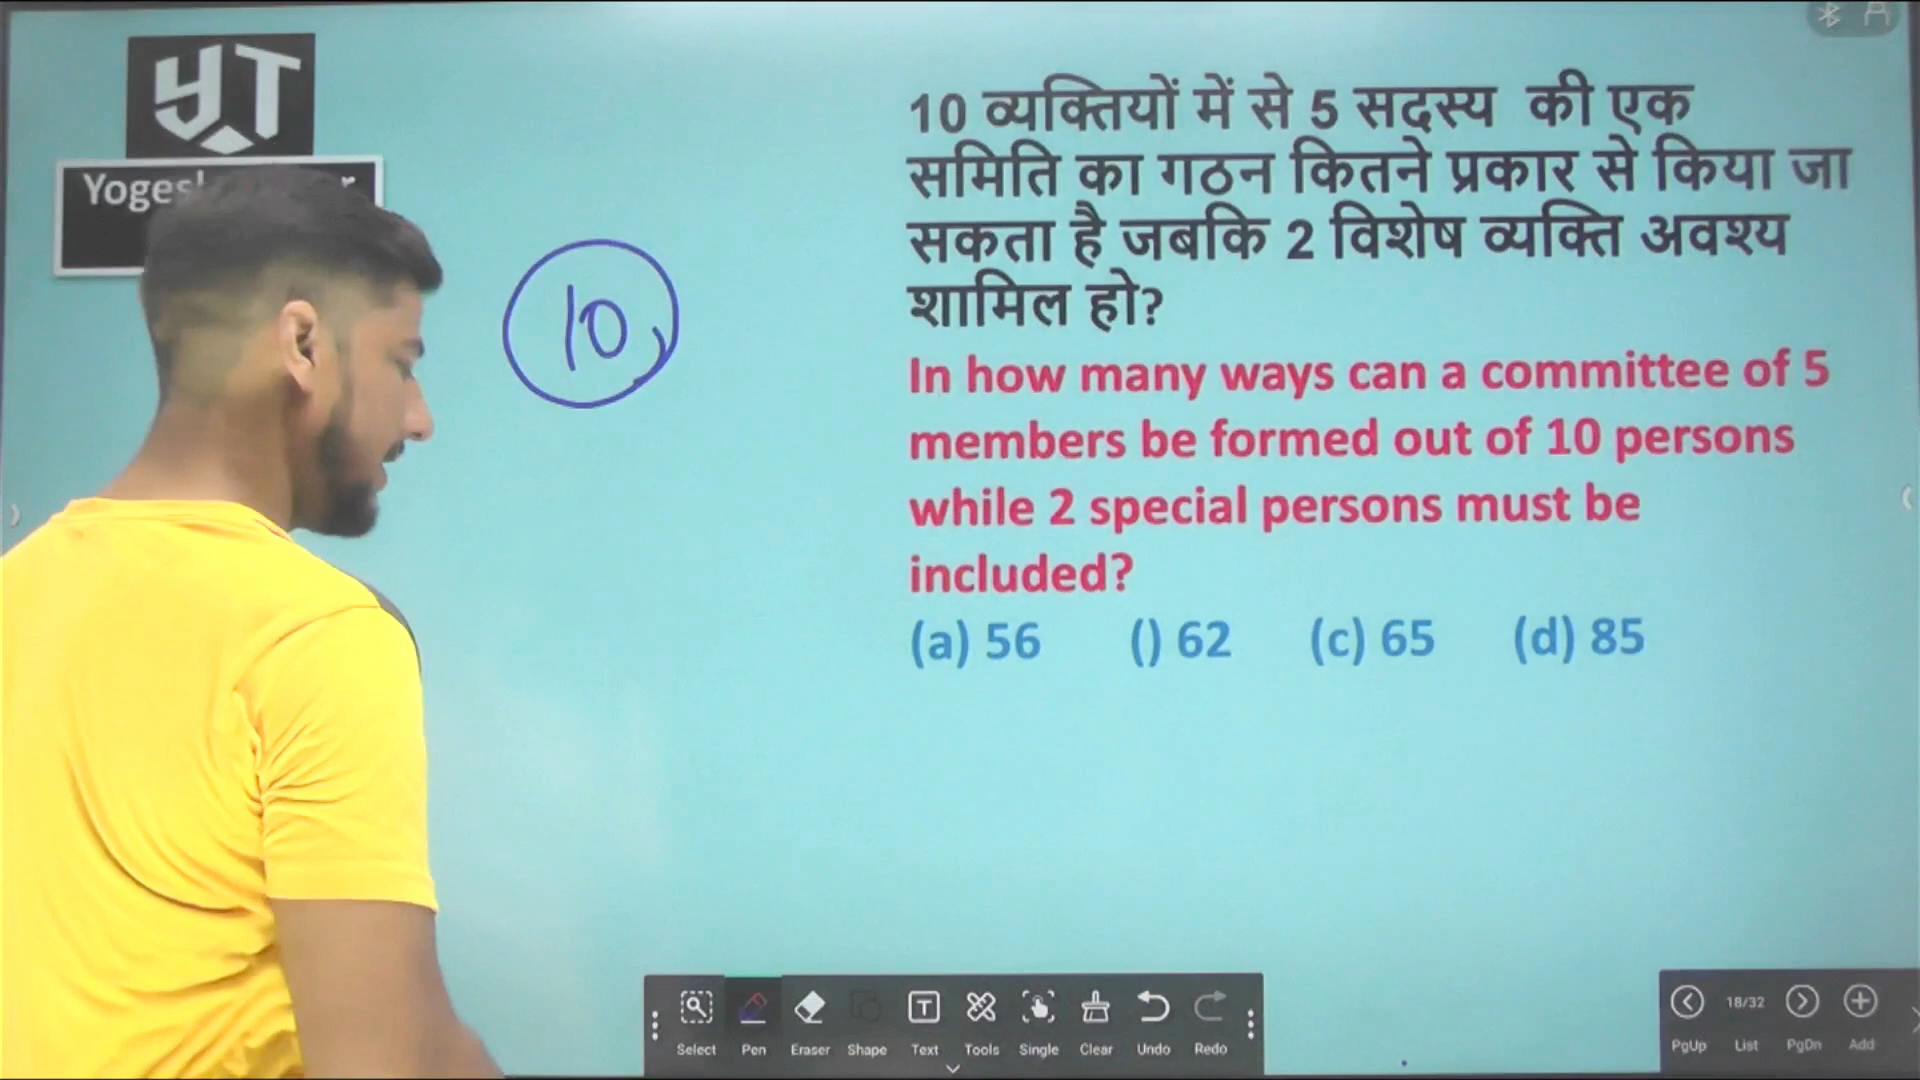 YT
10
10 व्यक्तियों में से 5 सदस्य की एक
समिति का गठन कितने प्रकार से किया जा
सकता है जबकि 2 विशेष व्यक्ति अवश्य
शामिल हो?
In how many ways can a committee of 5
members be formed out of 10 persons
while 2 special persons must be
included?
(a) 56 () 62 (c) 65 (d) 85
Select Pen Eraser Shape Text Tools Single Clear Undo Redo
18/32
PgUp List PgDn Add